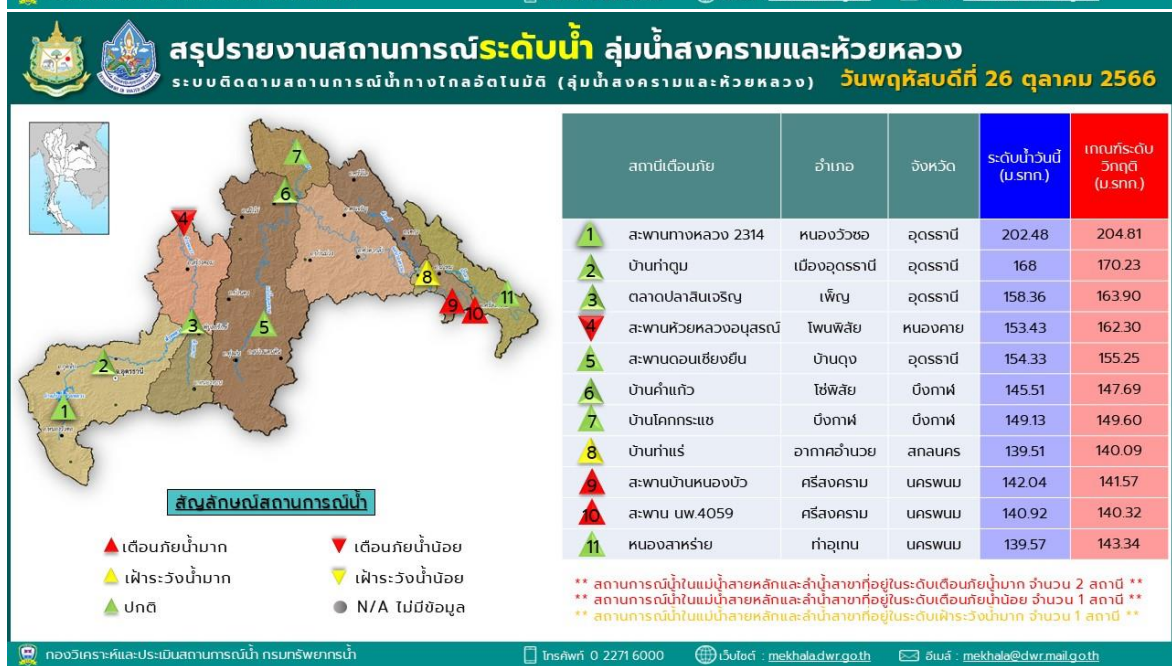 mekhala.dwr.go.th
mekhala@dwr.mail.go.th
สรุปรายงานสถานการณ์ระดับน้ำ ลุ่มน้ำสงครามและห้วยหลวง
ระบบติดตามสถานการณ์น้ำทางไกลอัตโนมัติ (ลุ่มน้ำสงครามและห้วยหลวง) วันพฤหัสบดีที่ 26 ตุลาคม 2566
7
6
4
8
9
10
11
3
5
2
อ.อุดรธานี
1
สัญลักษณ์สถานการณ์น้ำ
เตือนภัยน้ำมาก เตือนภัยน้ำน้อย
เฝ้าระวังน้ำมาก เฝ้าระวังน้ำน้อย
ปกติ N/A ไม่มีข้อมูล
สถานีเตือนภัย อำเภอ จังหวัด ระดับน้ำวันนี้ (ม.รทก.) เกณฑ์ระดับวิกฤติ (ม.รทก.)
1 สะพานทางหลวง 2314 หนองวัวซอ อุดรธานี 202.48 204.81
2 บ้านท่าตูม เมืองอุดรธานี อุดรธานี 168 170.23
3 ตลาดปลาสินเจริญ เพ็ญ อุดรธานี 158.36 163.90
4 สะพานห้วยหลวงอนุสรณ์ โพนพิสัย หนองคาย 153.43 162.30
5 สะพานดอนเชียงยืน บ้านดุง อุดรธานี 154.33 155.25
6 บ้านคำแก้ว โซ่พิสัย บึงกาฬ 145.51 147.69
7 บ้านโคกกระแซ บึงกาฬ บึงกาฬ 149.13 149.60
8 บ้านท่าแร่ อากาศอำนวย สกลนคร 139.51 140.09
9 สะพานบ้านหนองบัว ศรีสงคราม นครพนม 142.04 141.57
10 สะพาน นพ.4059 ศรีสงคราม นครพนม 140.92 140.32
11 หนองสาหร่าย ท่าอุเทน นครพนม 139.57 143.34
** สถานการณ์น้ำในแม่น้ำสายหลักและลำน้ำสาขาที่อยู่ในระดับเตือนภัยน้ำมาก จำนวน 2 สถานี **
** สถานการณ์น้ำในแม่น้ำสายหลักและลำน้ำสาขาที่อยู่ในระดับเตือนภัยน้ำน้อย จำนวน 1 สถานี **
** สถานการณ์น้ำในแม่น้ำสายหลักและลำน้ำสาขาที่อยู่ในระดับเฝ้าระวังน้ำมาก จำนวน 1 สถานี **
กองวิเคราะห์และประเมินสถานการณ์น้ำ กรมทรัพยากรน้ำ โทรศัพท์ 0 2271 6000 เว็บไซต์ : mekhala.dwr.go.th อีเมล์ : mekhala@dwr.mail.go.th